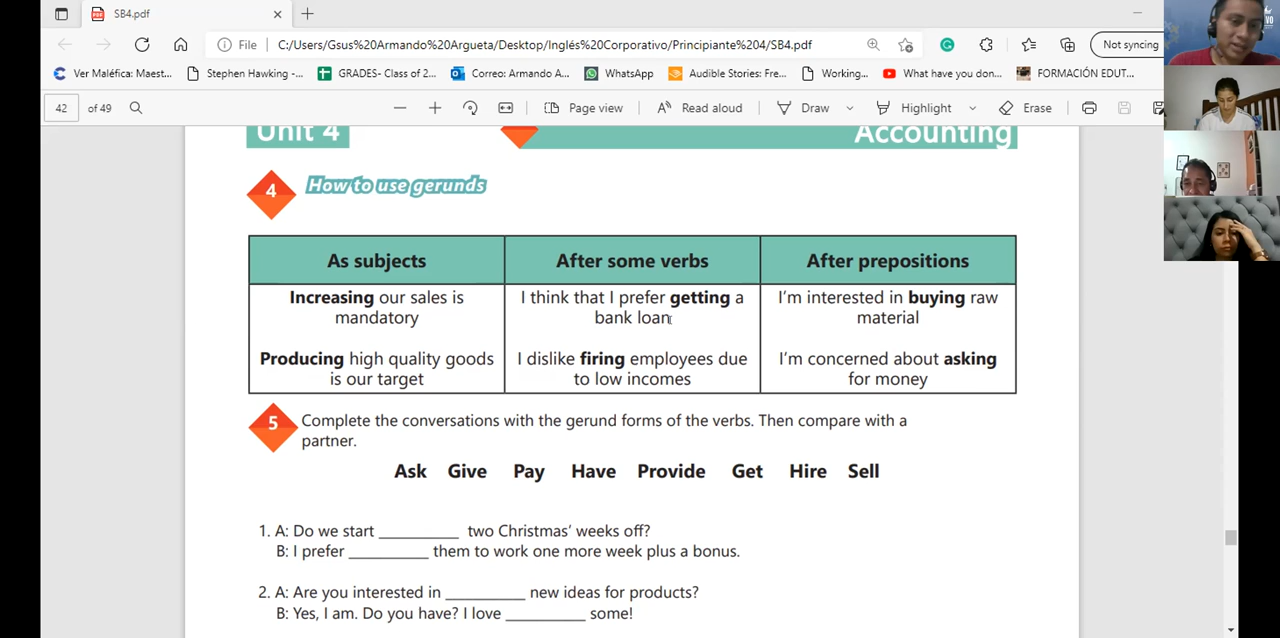 SB4.pdf
File C:/Users/Gsus%20Armando%20Argueta/Desktop/Inglés%20Corporativo/Principiante%204/SB4.pdf Not syncing
Ver Maléfica: Maest... Stephen Hawking -... GRADES- Class of 2... Correo: Armando A... WhatsApp Audible Stories: Fre... Working... What have you don... FORMACIÓN EDUT...
42 of 49 Page view Read aloud Draw Highlight Erase
Unit 4 Accounting
4 How to use gerunds
As subjects After some verbs After prepositions
Increasing our sales is mandatory
Producing high quality goods is our target
I think that I prefer getting a bank loan
I dislike firing employees due to low incomes
I'm interested in buying raw material
I'm concerned about asking for money
5 Complete the conversations with the gerund forms of the verbs. Then compare with a
partner.
Ask Give Pay Have Provide Get Hire Sell
1. A: Do we start __________ two Christmas' weeks off?
B: I prefer __________ them to work one more week plus a bonus.
2. A: Are you interested in __________ new ideas for products?
B: Yes, I am. Do you have? I love __________ some!